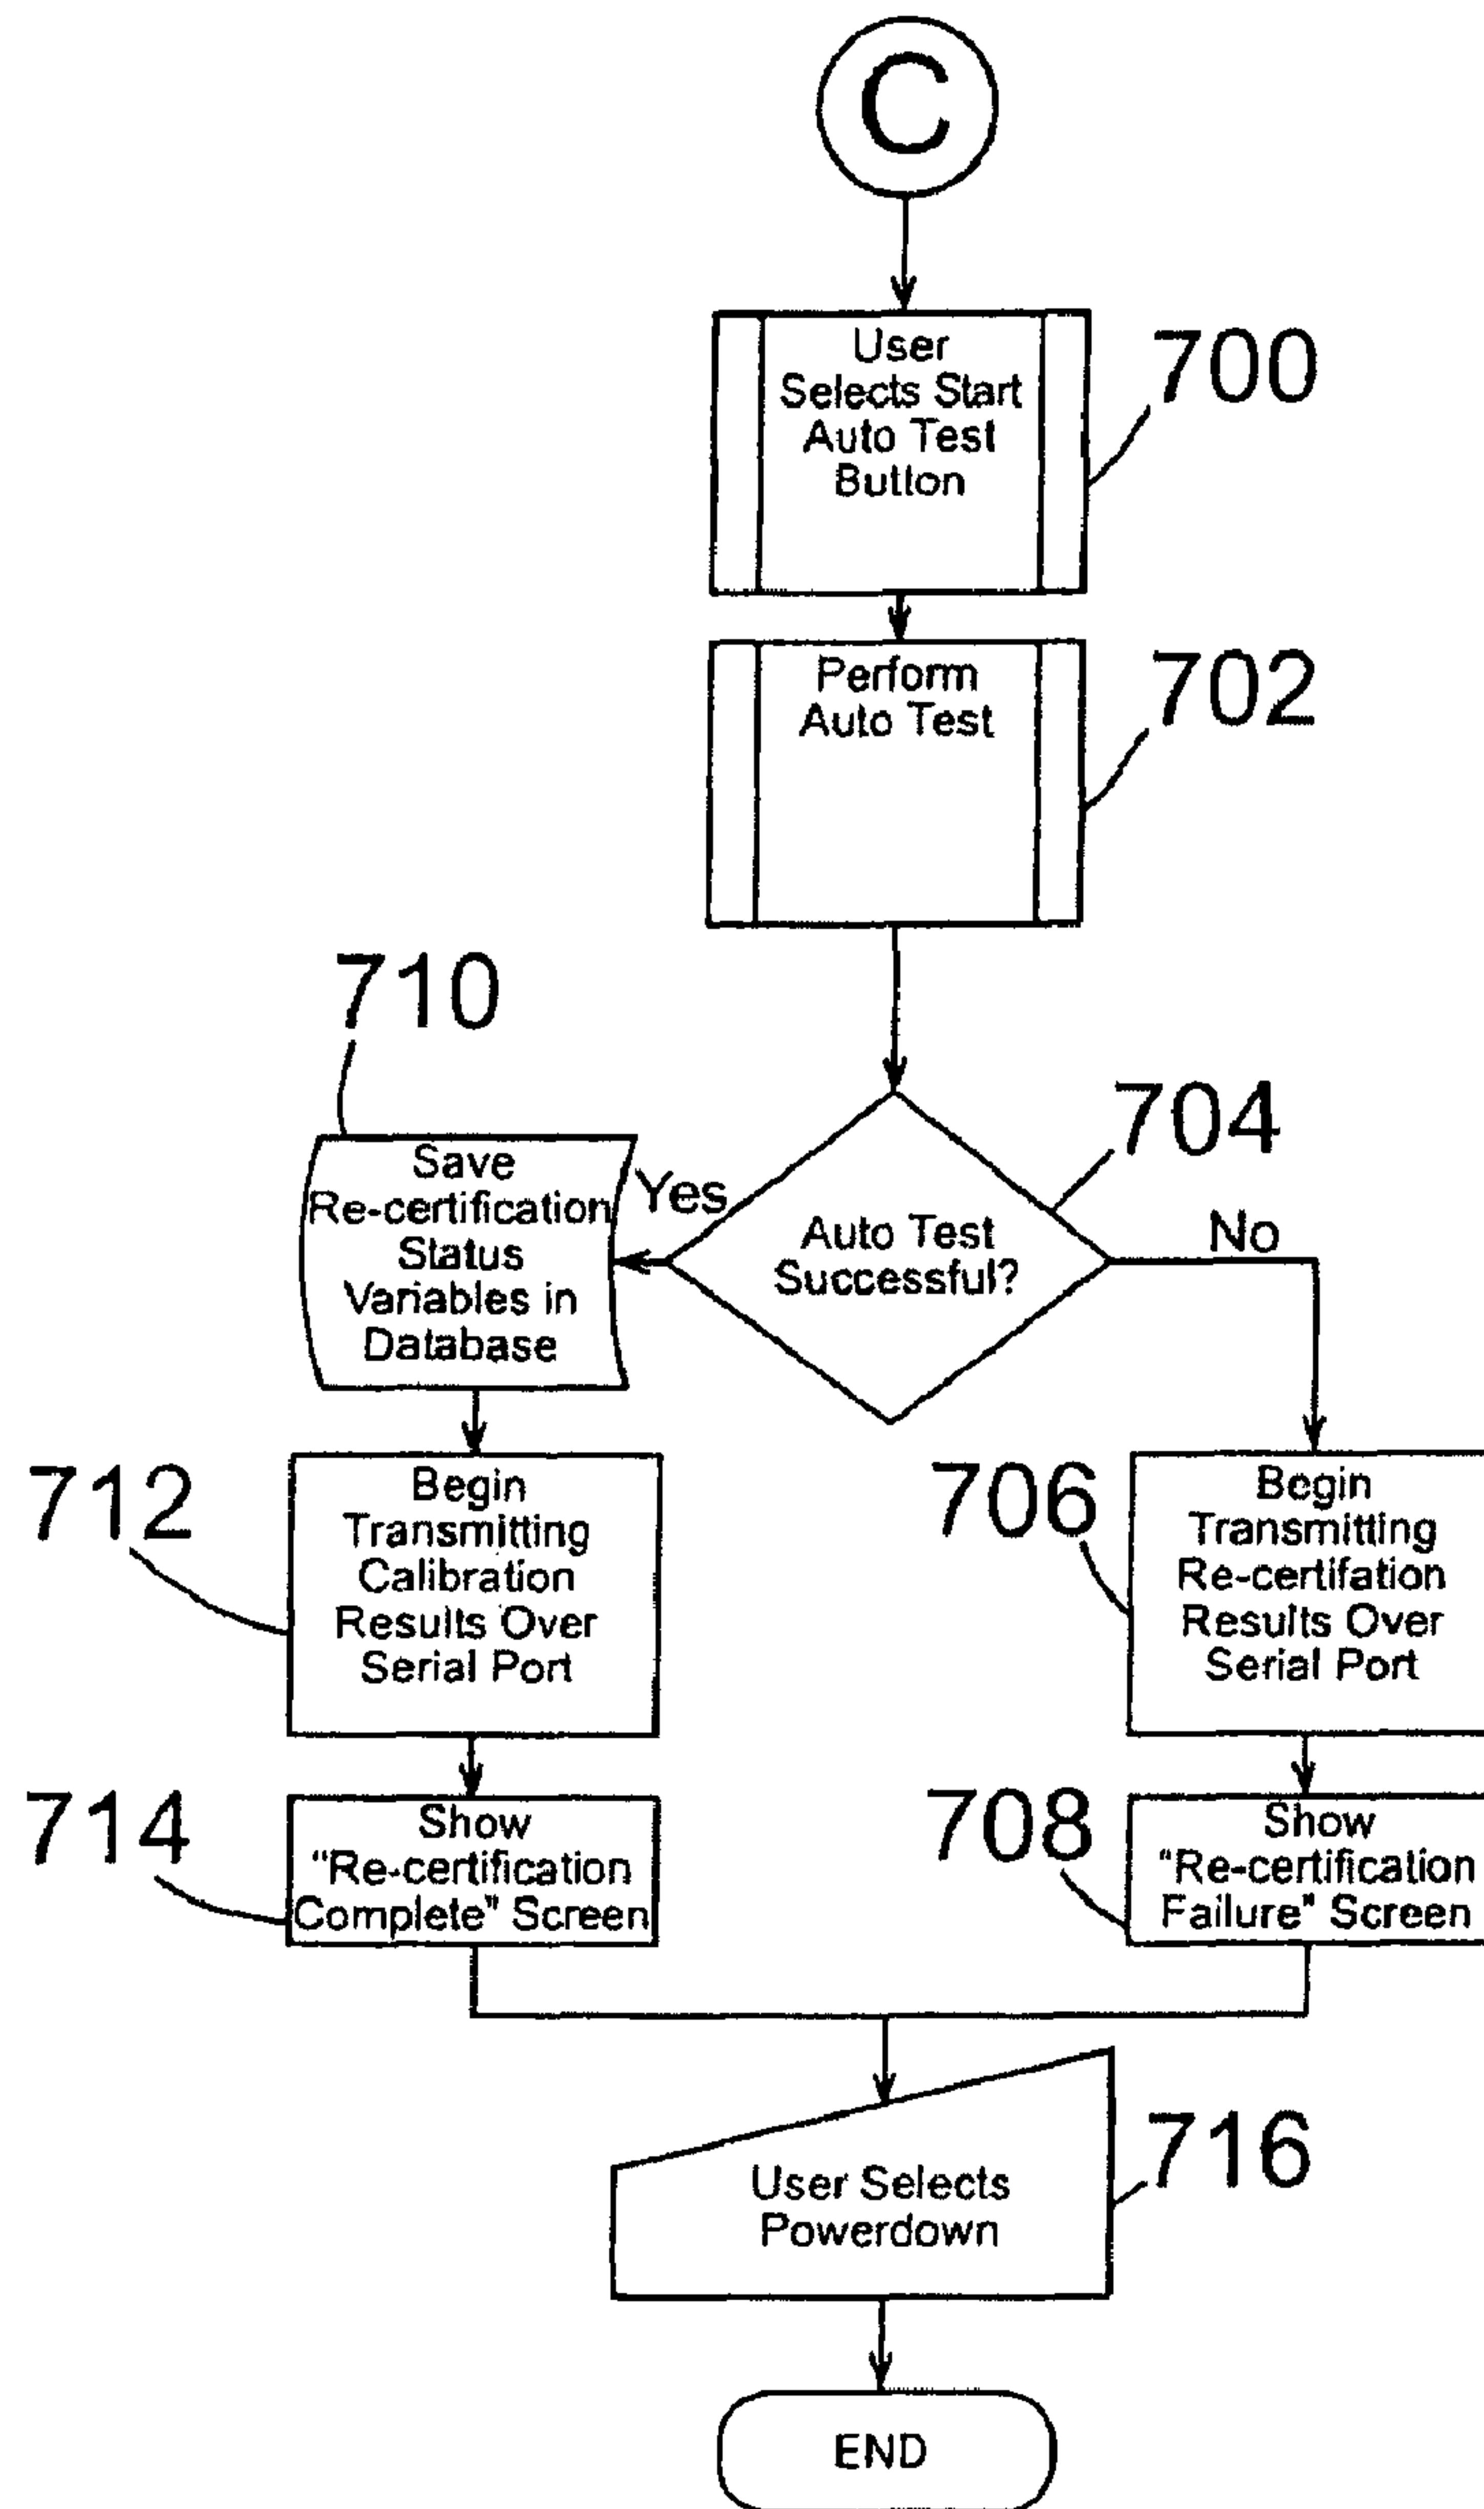 C
User
Selects Start
Auto Test
Button
700
Perform
Auto Test
702
710
704
Save
Re-certification
Status
Variables in
Database
Yes
Auto Test
Successful?
No
712
Begin
Transmitting
Calibration
Results Over
Serial Port
706
Begin
Transmitting
Re-certifation
Results Over
Serial Port
714
Show
"Re-certification
Complete" Screen
708
Show
"Re-certification
Failure" Screen
716
User Selects
Powerdown
END